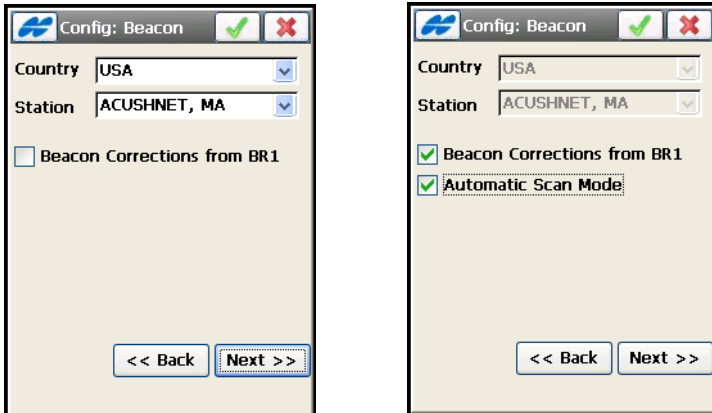 Config: Beacon
Country USA
Station ACUSHNET, MA
Beacon Corrections from BR1
<< Back Next >>
Config: Beacon
Country USA
Station ACUSHNET, MA
Beacon Corrections from BR1
Automatic Scan Mode
<< Back Next >>